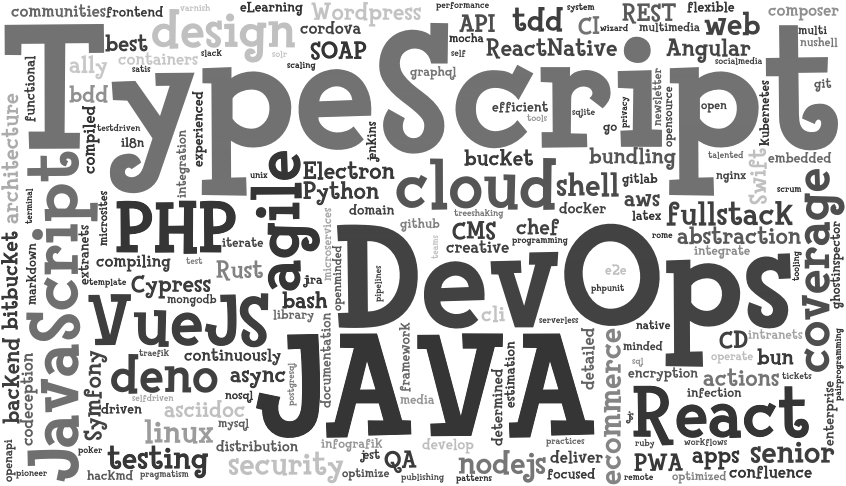 communities
frontend
varnish
eLearning
Wordpress
performance
API
tdd
system
CI
wizard
REST
flexible
multimedia
web
composer
multi
nushell
best
design
slack
solr
cordova
SOAP
scaling
mocha
self
ReactNative
Angular
socialmedia
functional
a11y
containers
satis
graphql
TypeScript
bdd
testdriven
i18n
compiled
experienced
integration
efficient
tools
sqlite
go
privacy
newsletter
opensource
open
kubernetes
git
architecture
jenkins
unix
agile
Electron
Python
bucket
cloud
shell
bundling
gitlab
talented
nginx
Swift
embedded
scrum
JavaScript
terminal
microsites
extranets
PHP
iterate
domain
github
treeshaking
docker
aws
latex
fullstack
coverage
compiling
test
Rust
microservices
openminded
teams
CMS
creative
chef
programming
rome
abstraction
integrate
tooling
ghostinspector
bitbucket
markdown
template
Cypress
mongodb
jra
bash
library
pipelines
DevOps
e2e
phpunit
cli
serverless
VueJS
traefik
continuously
documentation
framework
JAVA
native
minded
sql
CD
intranets
operate
bun
backend
codeception
Symfony
deno
async
nosql
postgresql
media
determined
estimation
detailed
ecommerce
encryption
actions
tickets
pairprogramming
selfdriven
driven
asciidoc
mysql
infection
React
js
enterprise
openapi
linux
poker
testing
distribution
infografik
develop
practices
ruby
workflows
pioneer
hacKmd
pragmatism
security
jest
optimize
QA
publishing
patterns
nodejs
deliver
focused
remote
PWA
apps
optimized
senior
confluence